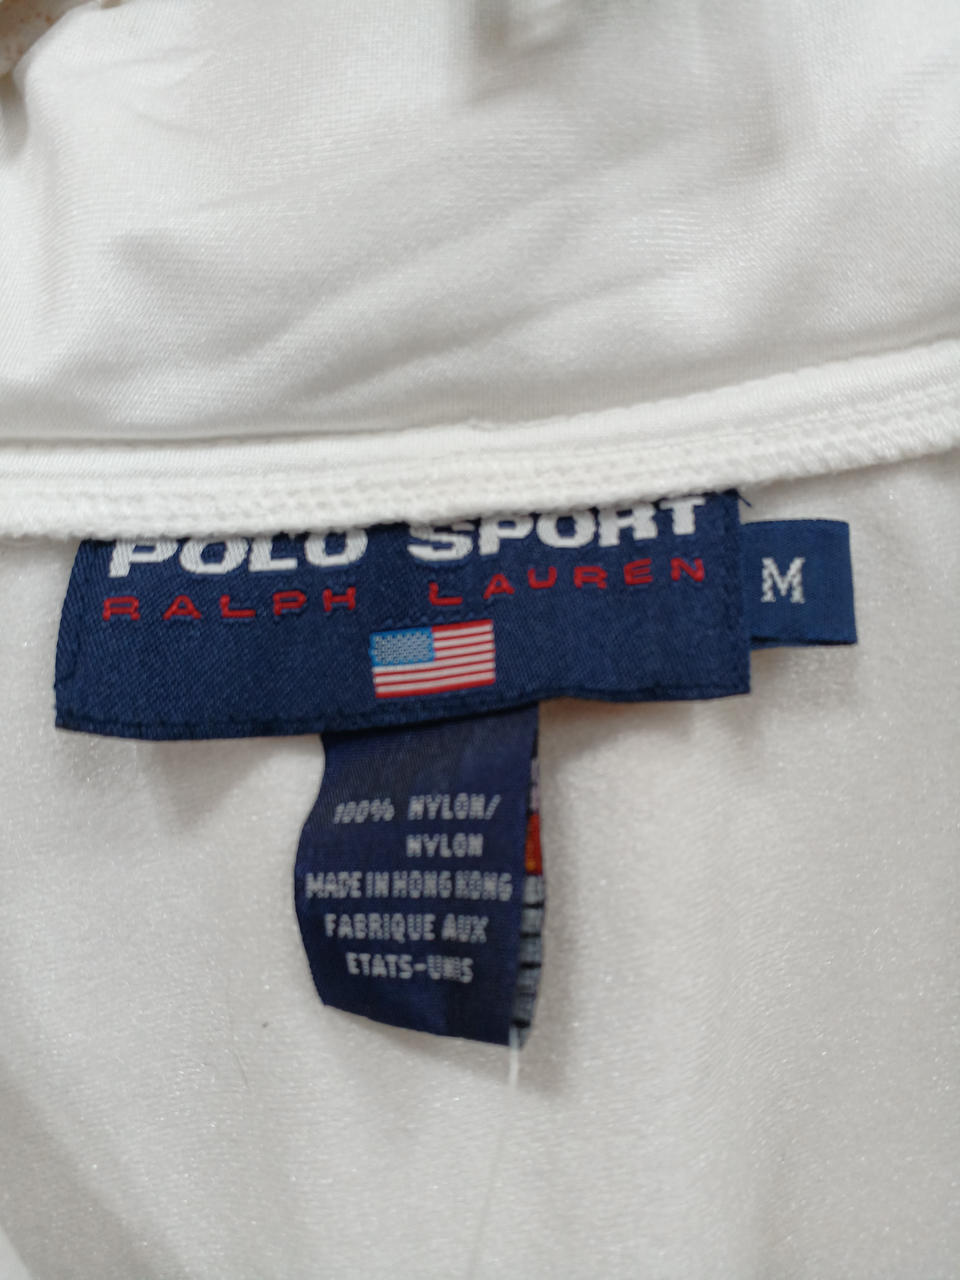 POLO SPORT
RALPH LAUREN
M
100% NYLON/
NYLON
MADE IN HONG KONG
FABRIQUE AUX
ETATS-UNIS